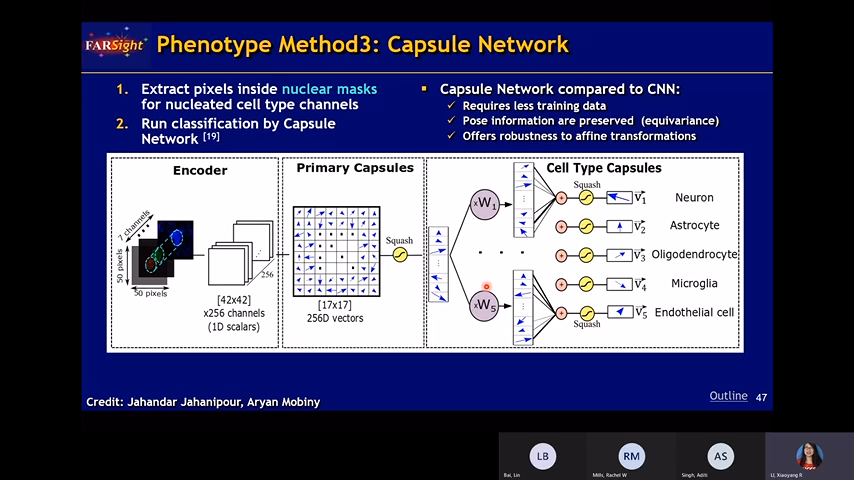 FARSight
Phenotype Method3: Capsule Network
1. Extract pixels inside nuclear masks
for nucleated cell type channels
2. Run classification by Capsule
Network [19]
▪ Capsule Network compared to CNN:
✓ Requires less training data
✓ Pose information are preserved (equivariance)
✓ Offers robustness to affine transformations
Encoder
7 channels
50 pixels
50 pixels
256
[42x42]
x256 channels
(1D scalars)
Primary Capsules
Squash
[17x17]
256D vectors
Cell Type Capsules
xW1
xW5
Squash
Squash
v1 Neuron
v2 Astrocyte
v3 Oligodendrocyte
v4 Microglia
v5 Endothelial cell
Credit: Jahandar Jahanipour, Aryan Mobiny
Outline 47
LB
RM
AS
Bai, Lin
Mills, Rachel W
Singh, Aditi
LI, Xiaoyang R